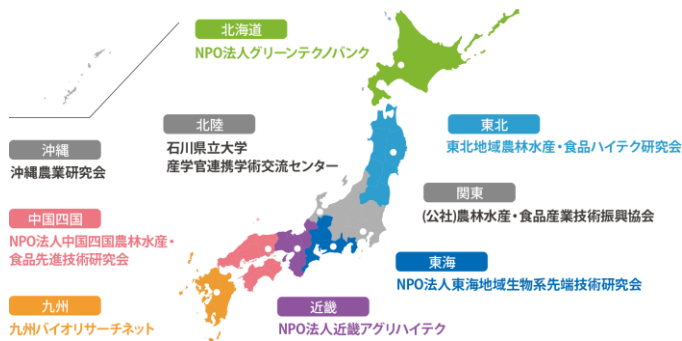 北海道
NPO法人グリーンテクノバンク
北陸
石川県立大学
産学官連携学術交流センター
東北
東北地域農林水産・食品ハイテク研究会
沖縄
沖縄農業研究会
関東
(公社)農林水産・食品産業技術振興協会
中国四国
NPO法人中国四国農林水産・
食品先進技術研究会
東海
NPO法人東海地域生物系先端技術研究会
九州
九州バイオリサーチネット
近畿
NPO法人近畿アグリハイテク